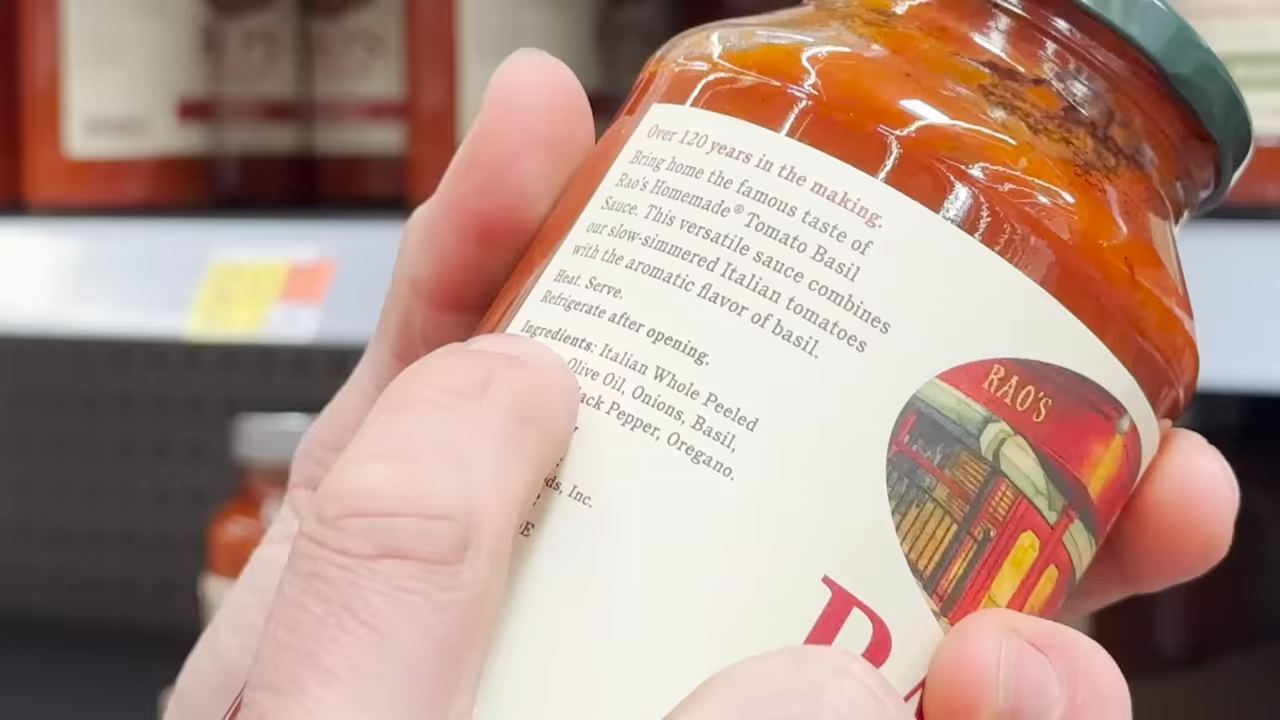 Over 120 years in the making.
Bring home the famous taste of
Rao's Homemade® Tomato Basil
Sauce. This versatile sauce combines
our slow-simmered Italian tomatoes
with the aromatic flavor of basil.
Heat. Serve.
Refrigerate after opening.
Ingredients: Italian Whole Peeled
Olive Oil, Onions, Basil,
Pepper, Oregano.
Inc.
RAO'S